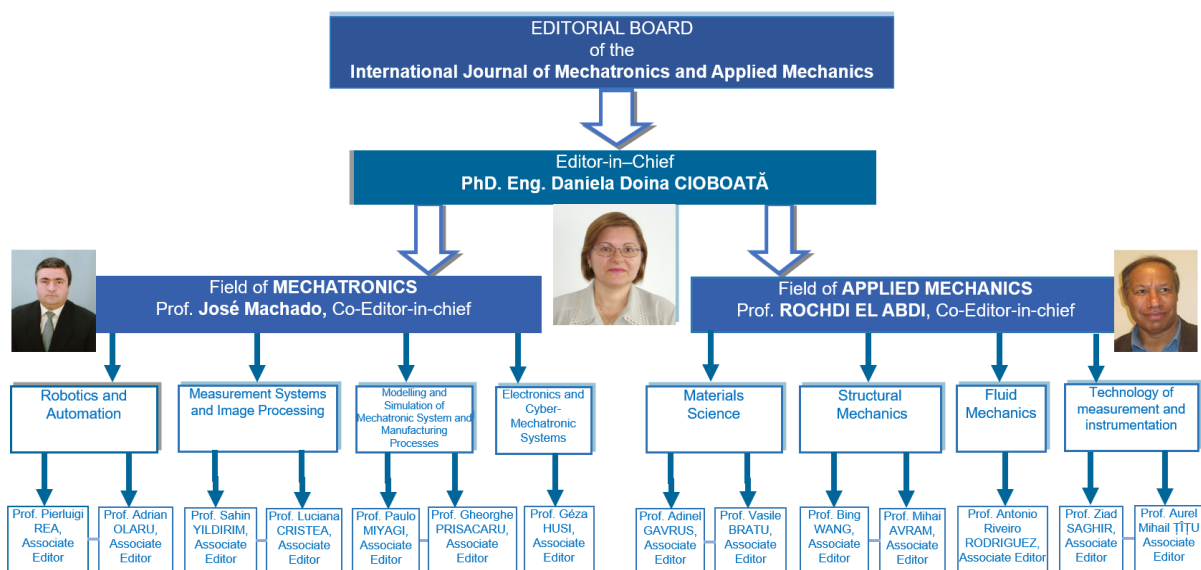 EDITORIAL BOARD
of the
International Journal of Mechatronics and Applied Mechanics
Editor-in–Chief
PhD. Eng. Daniela Doina CIOBOATĂ
Field of MECHATRONICS
Prof. José Machado, Co-Editor-in-chief
Field of APPLIED MECHANICS
Prof. ROCHDI EL ABDI, Co-Editor-in-chief
Robotics and
Automation
Measurement Systems
and Image Processing
Modelling and
Simulation of
Mechatronic System and
Manufacturing
Processes
Electronics and
Cyber-
Mechatronic
Systems
Materials
Science
Structural
Mechanics
Fluid
Mechanics
Technology of
measurement and
instrumentation
Prof. Pierluigi
REA,
Associate
Editor
Prof. Adrian
OLARU,
Associate
Editor
Prof. Sahin
YILDIRIM,
Associate
Editor
Prof. Luciana
CRISTEA,
Associate
Editor
Prof. Paulo
MIYAGI,
Associate
Editor
Prof. Gheorghe
PRISACARU,
Associate
Editor
Prof. Géza
HUSI,
Associate
Editor
Prof. Adinel
GAVRUS,
Associate
Editor
Prof. Vasile
BRATU,
Associate
Editor
Prof. Bing
WANG,
Associate
Editor
Prof. Mihai
AVRAM,
Associate
Editor
Prof. Antonio
Riveiro
RODRIGUEZ,
Associate Editor
Prof. Ziad
SAGHIR,
Associate
Editor
Prof. Aurel
Mihail ȚÎȚU
Associate
Editor